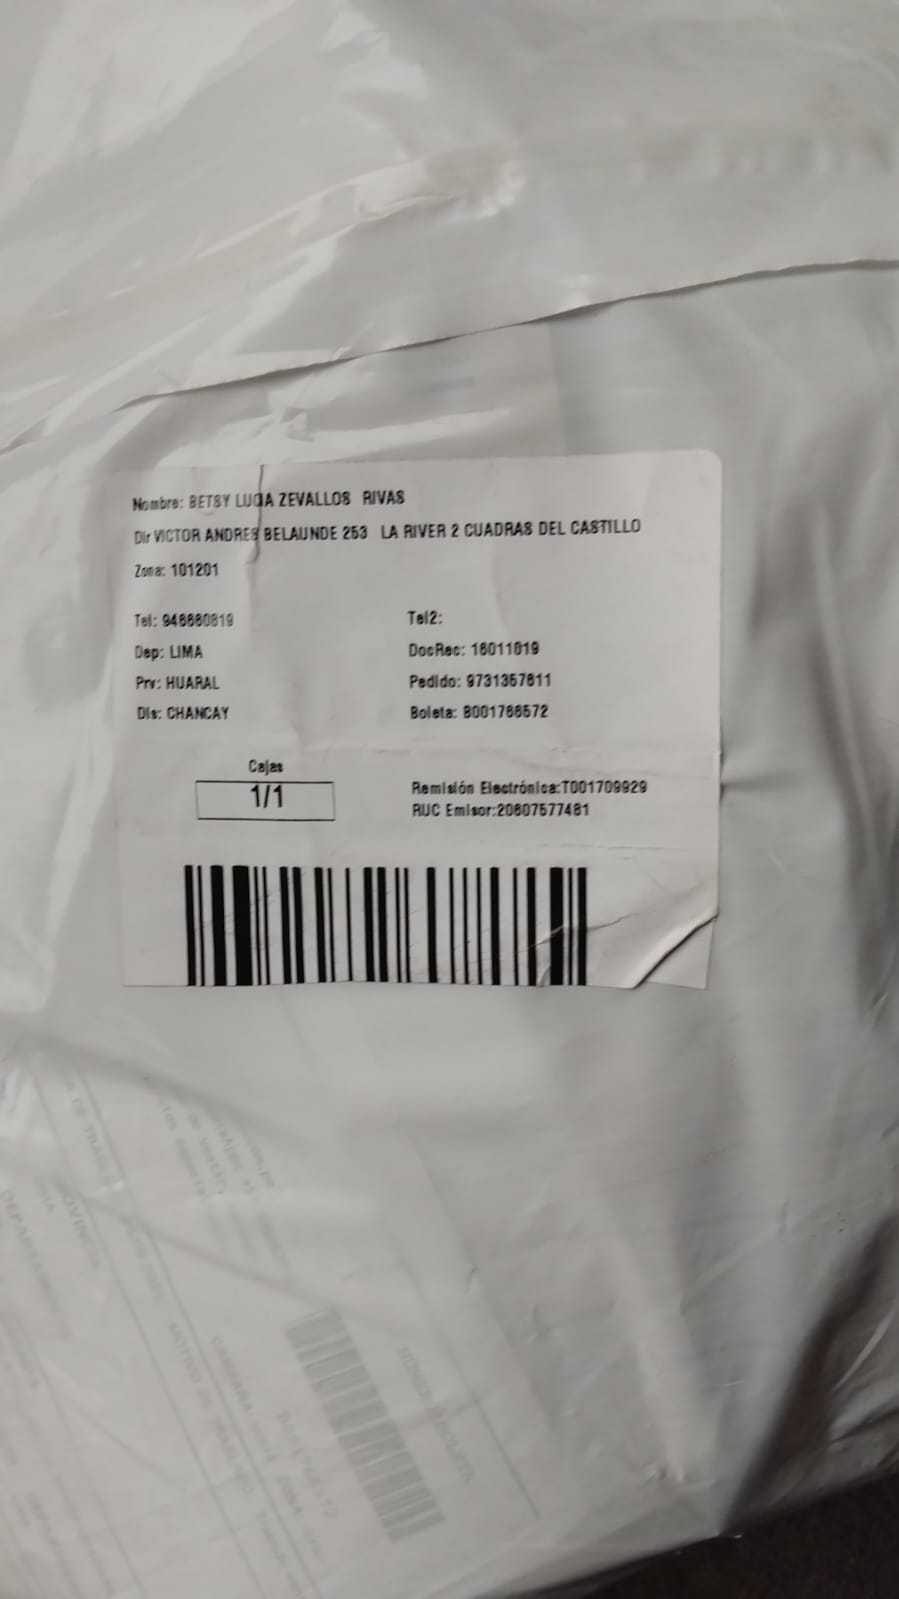 Nombre: BETSY LUCIA ZEVALLOS RIVAS
Dir VICTOR ANDRES BELAUNDE 253 LA RIVER 2 CUADRAS DEL CASTILLO
Zona: 101201
Tel: 946660819 Tel2:
Dep: LIMA DocRec: 16011019
Prv: HUARAL Pedido: 9731357811
Dis: CHANCAY Boleta: B001766572
Cajas
1/1
Remisión Electrónica:T001709929
RUC Emisor:20607577481